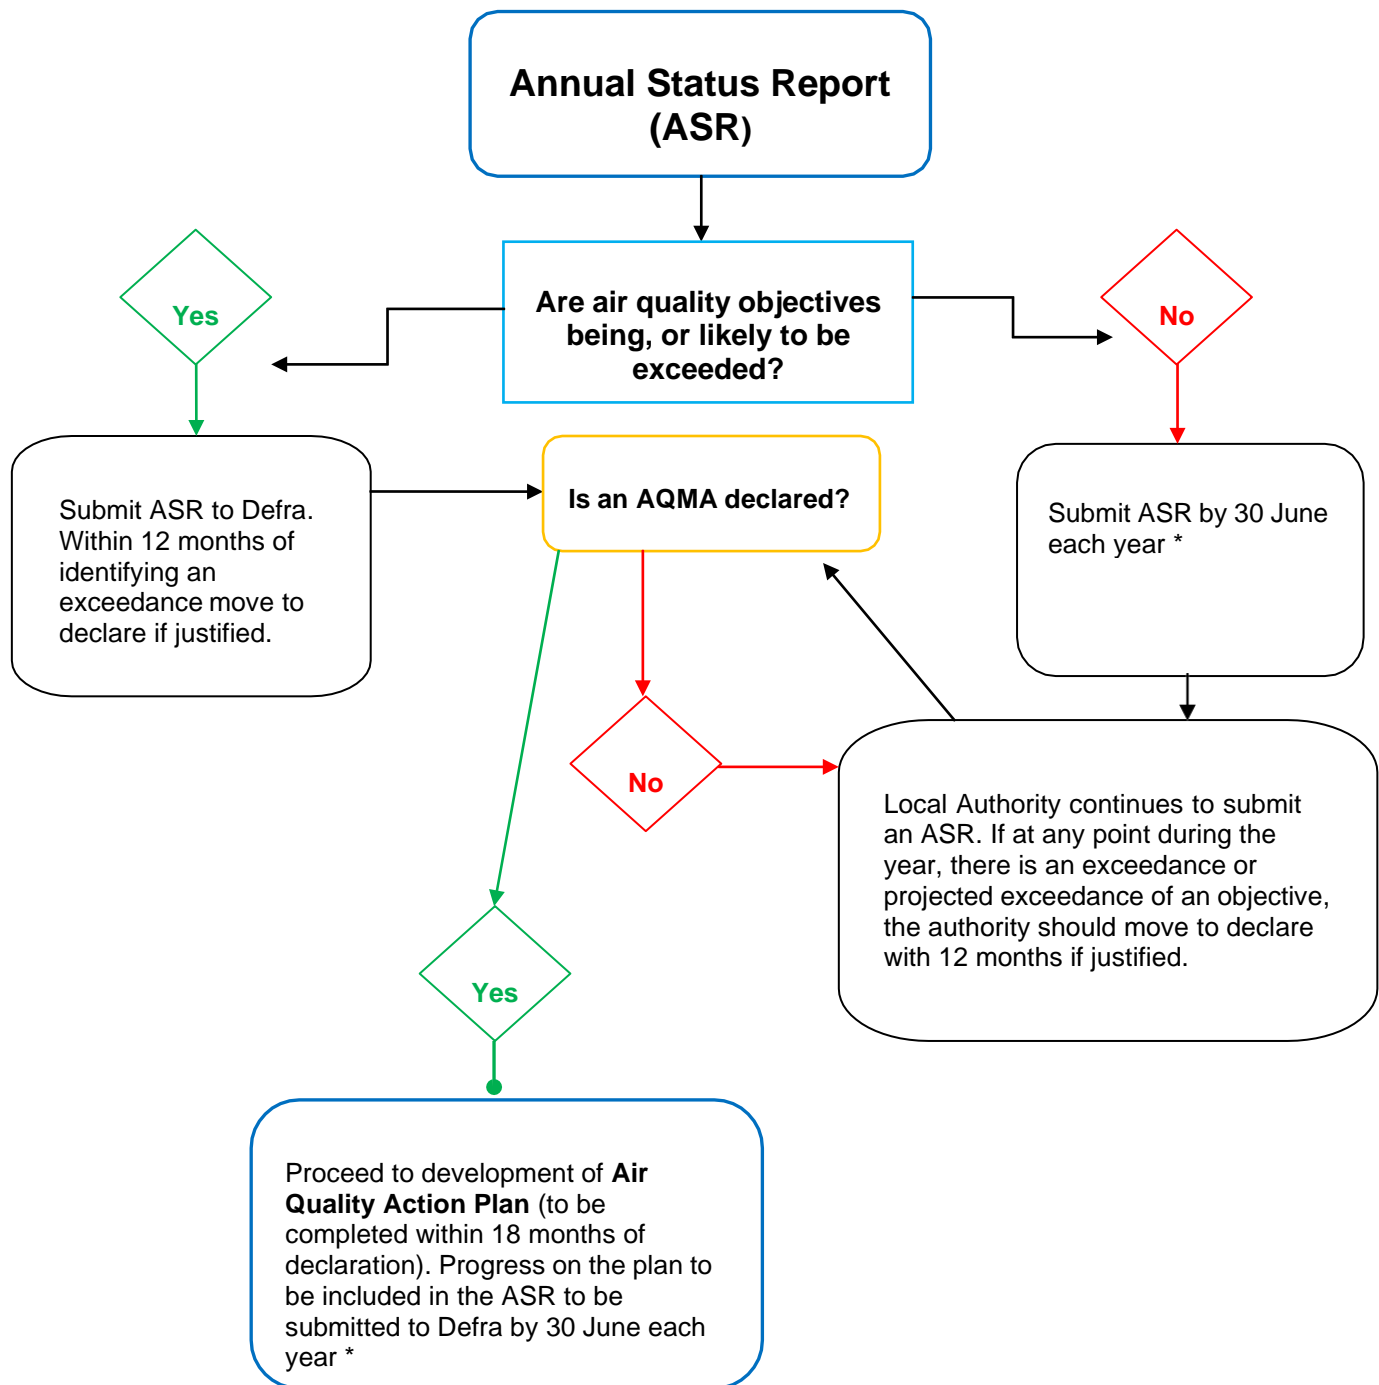 Annual Status Report
(ASR)
Are air quality objectives
being, or likely to be
exceeded?
Yes
No
Submit ASR to Defra.
Within 12 months of
identifying an
exceedance move to
declare if justified.
Is an AQMA declared?
Submit ASR by 30 June
each year *
No
Local Authority continues to submit
an ASR. If at any point during the
year, there is an exceedance or
projected exceedance of an objective,
the authority should move to declare
with 12 months if justified.
Yes
Proceed to development of Air
Quality Action Plan (to be
completed within 18 months of
declaration). Progress on the plan to
be included in the ASR to be
submitted to Defra by 30 June each
year *